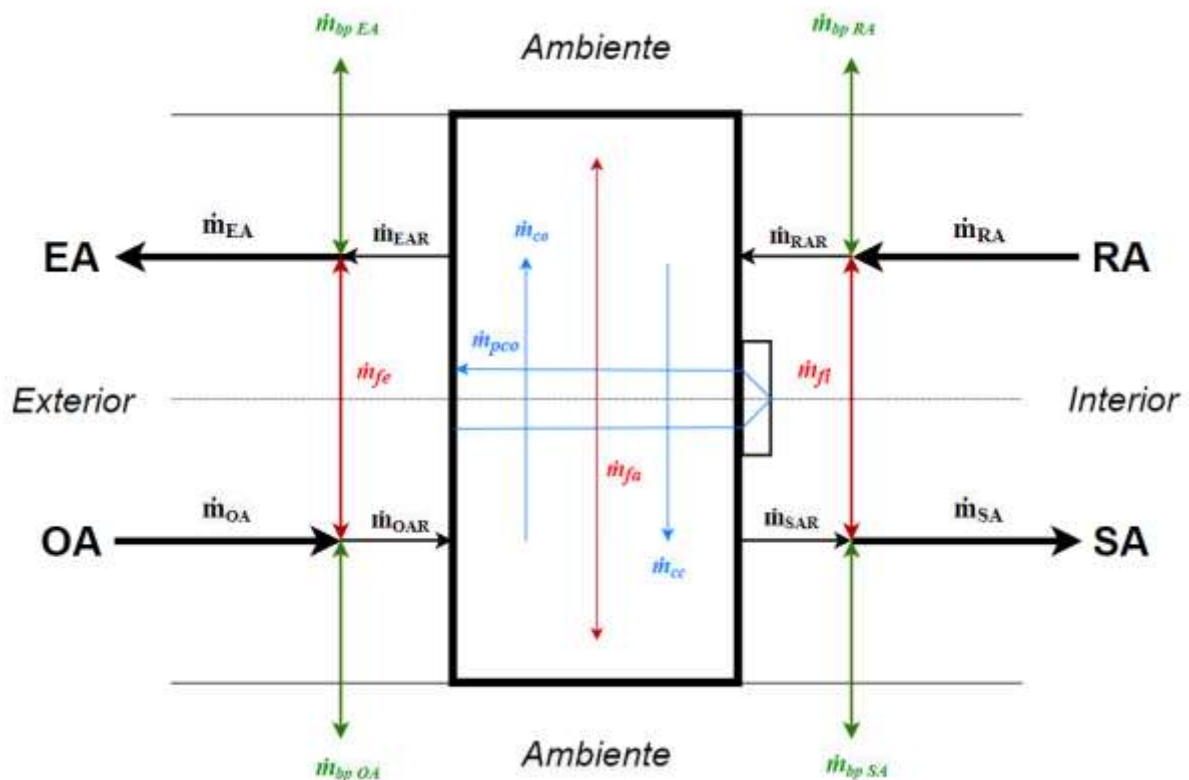 ṁbp EA
ṁbp RA
Ambiente
ṁEA
ṁEAR
ṁco
ṁRAR
ṁRA
EA
RA
ṁpco
ṁfe
ṁfi
Exterior
Interior
ṁfa
ṁOA
ṁOAR
ṁSAR
ṁSA
OA
SA
ṁcc
Ambiente
ṁbp OA
ṁbp SA